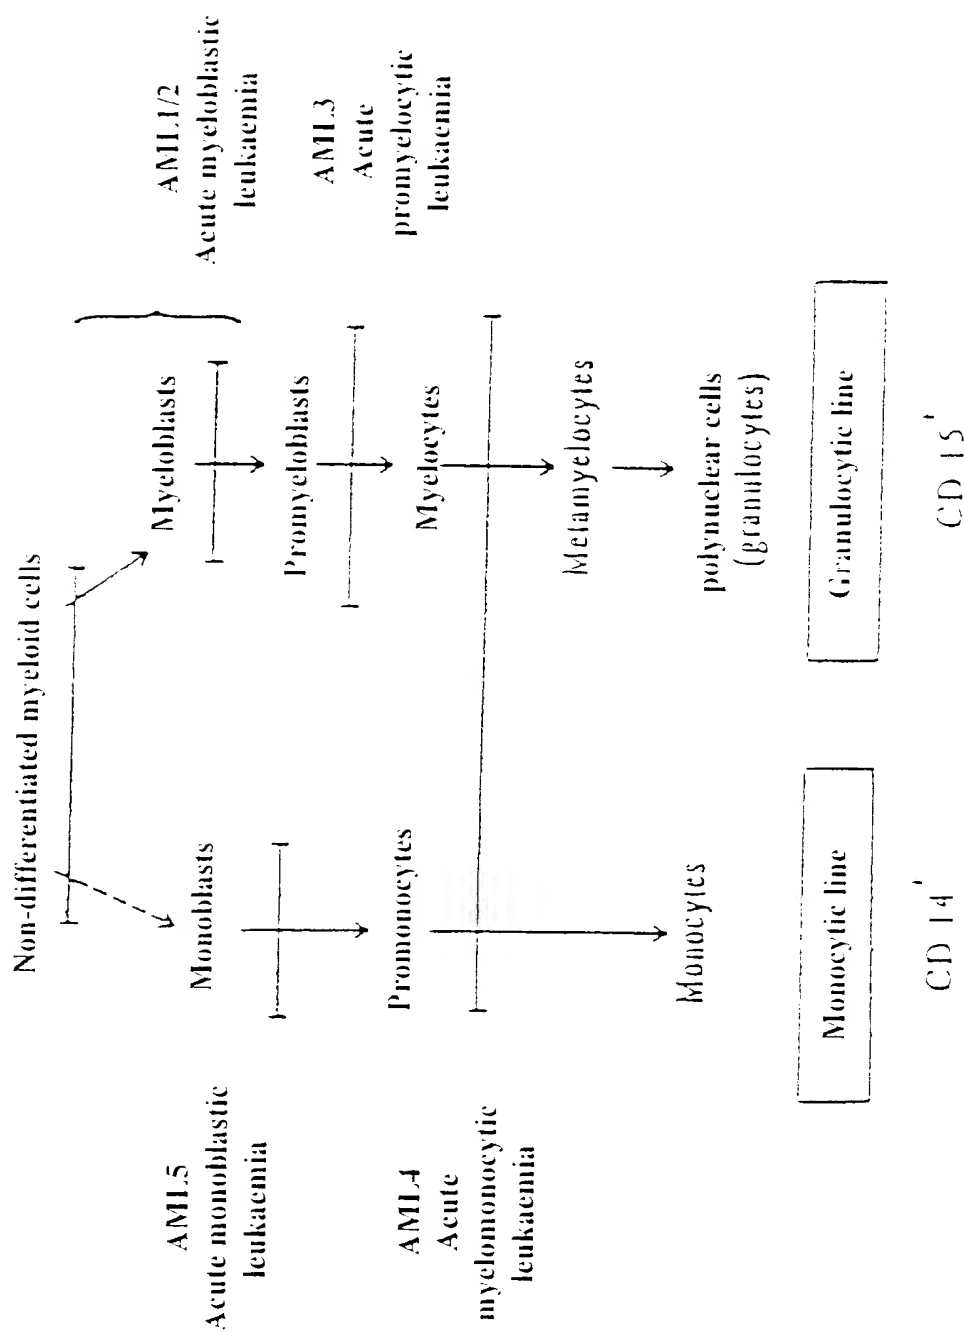 Non-differentiated myeloid cells
AML5
Acute monoblastic
leukaemia
Monoblasts
Myeloblasts
AML1/2
Acute myeloblastic
leukaemia
Promyeloblasts
AML3
Acute
promyelocytic
leukaemia
AML4
Acute
myelomonocytic
leukaemia
Promonocytes
Myelocytes
Metamyelocytes
Monocytes
polynuclear cells
(granulocytes)
Monocytic line
Granulocytic line
CD 14
CD 15+